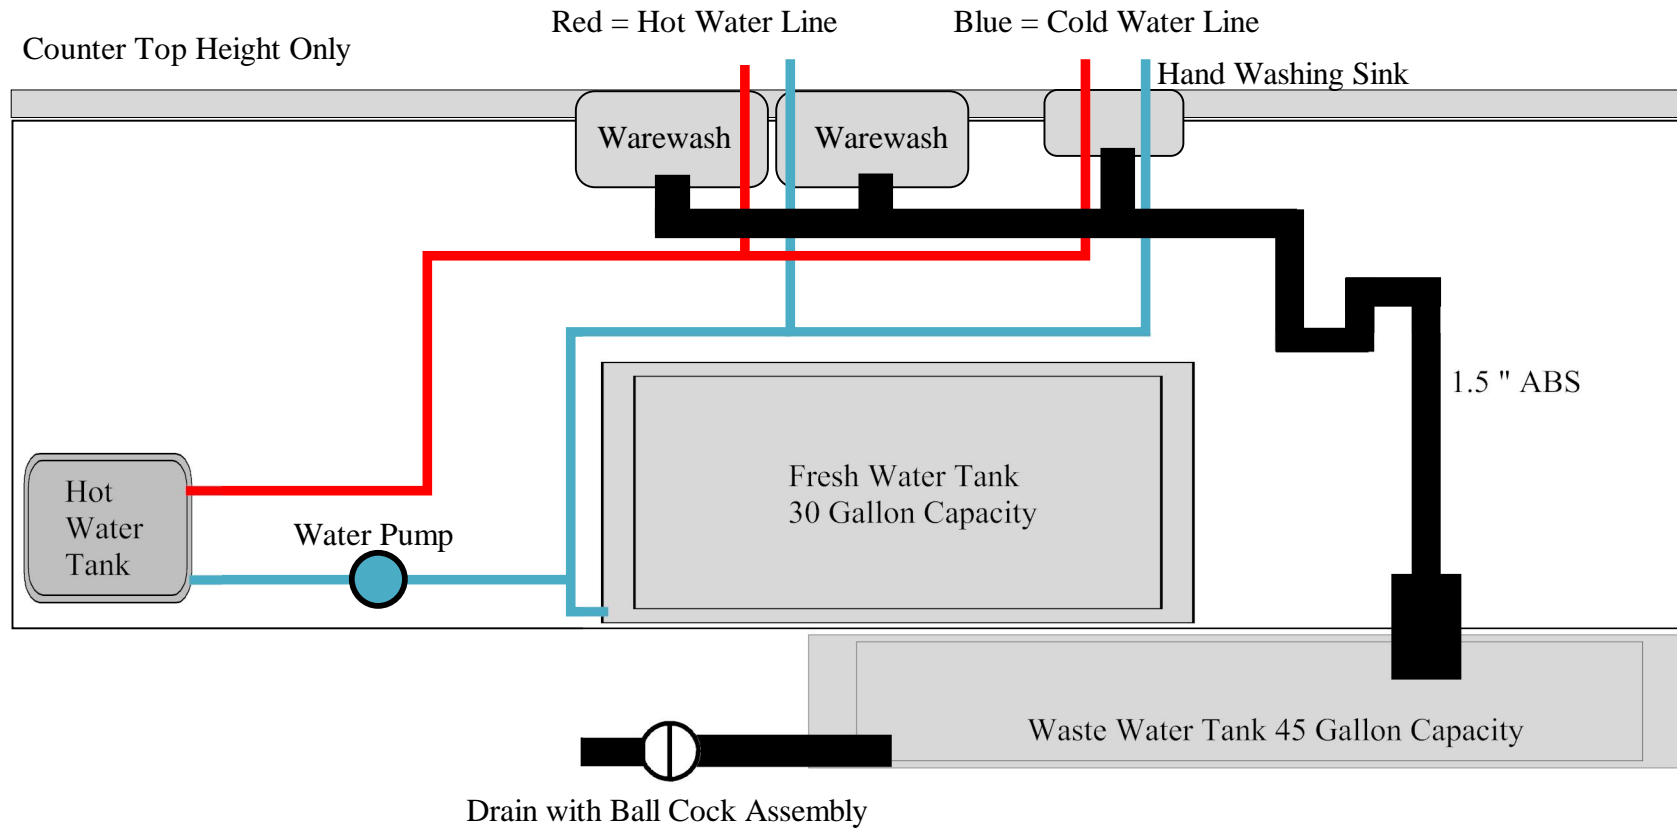 Red = Hot Water Line
Blue = Cold Water Line
Counter Top Height Only
Hand Washing Sink
Warewash
Warewash
1.5 " ABS
Hot
Water
Tank
Water Pump
Fresh Water Tank
30 Gallon Capacity
Waste Water Tank 45 Gallon Capacity
Drain with Ball Cock Assembly